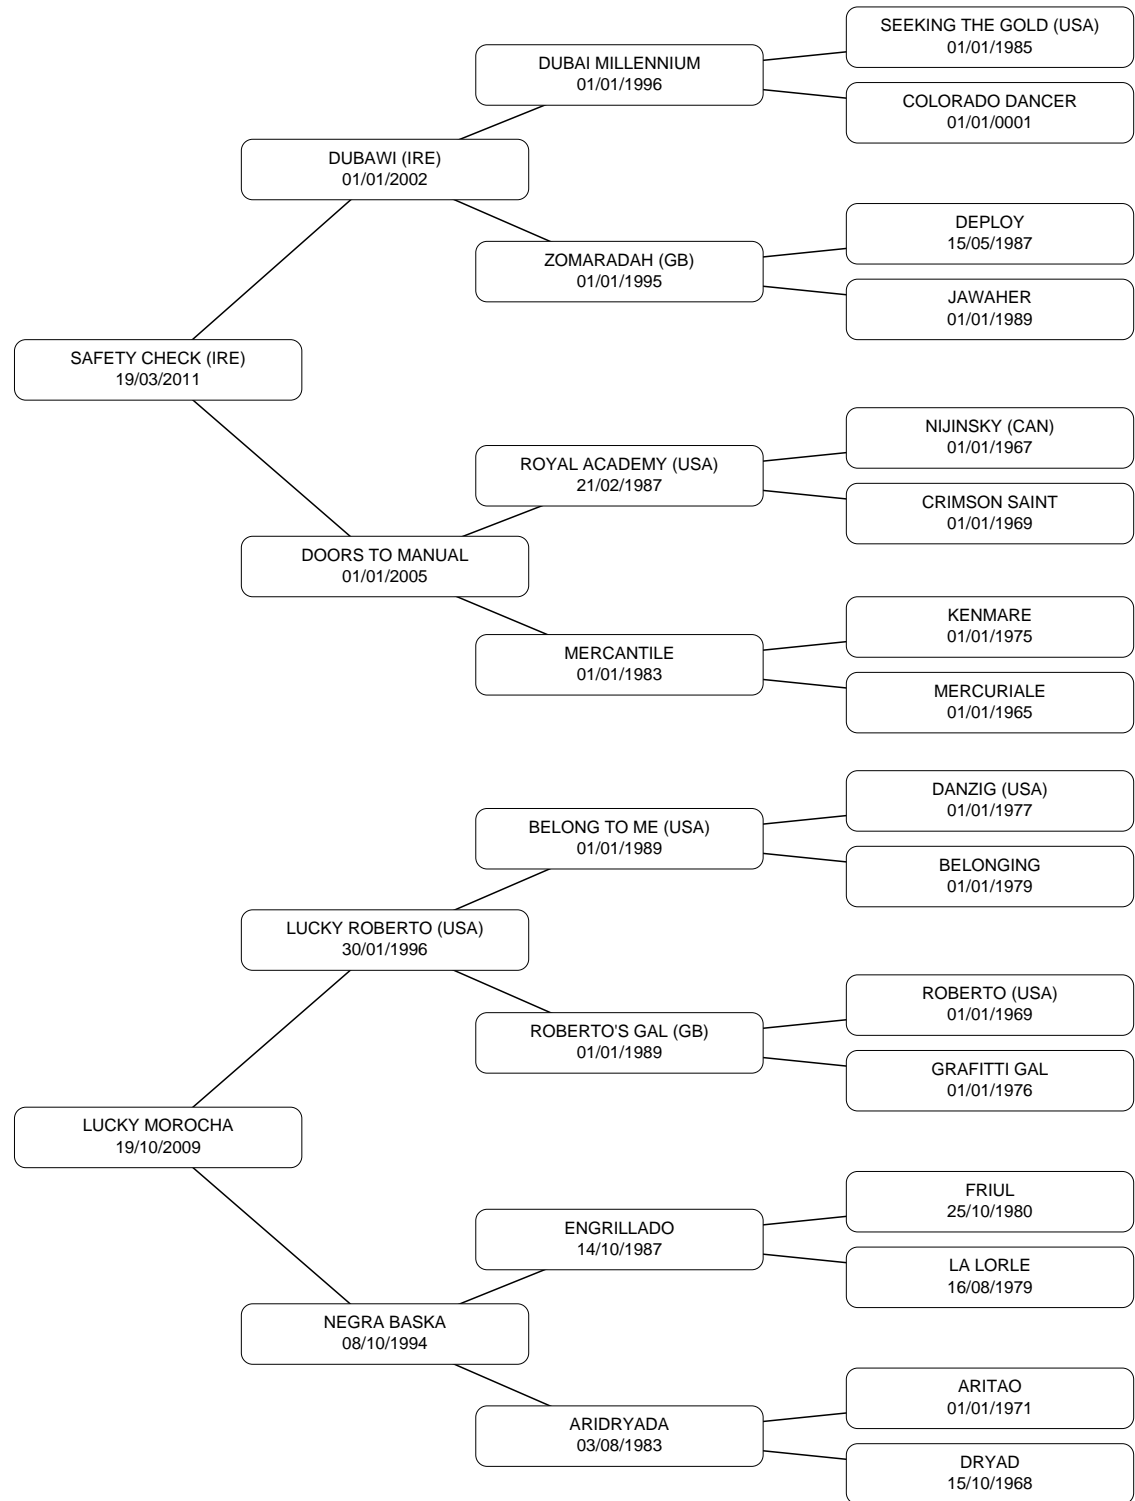 SEEKING THE GOLD (USA)
01/01/1985
DUBAI MILLENNIUM
01/01/1996
COLORADO DANCER
01/01/0001
DUBAWI (IRE)
01/01/2002
DEPLOY
15/05/1987
ZOMARADAH (GB)
01/01/1995
JAWAHER
01/01/1989
SAFETY CHECK (IRE)
19/03/2011
NIJINSKY (CAN)
01/01/1967
ROYAL ACADEMY (USA)
21/02/1987
CRIMSON SAINT
01/01/1969
DOORS TO MANUAL
01/01/2005
KENMARE
01/01/1975
MERCANTILE
01/01/1983
MERCURIALE
01/01/1965
DANZIG (USA)
01/01/1977
BELONG TO ME (USA)
01/01/1989
BELONGING
01/01/1979
LUCKY ROBERTO (USA)
30/01/1996
ROBERTO (USA)
01/01/1969
ROBERTO'S GAL (GB)
01/01/1989
GRAFITTI GAL
01/01/1976
LUCKY MOROCHA
19/10/2009
FRIUL
25/10/1980
ENGRILLADO
14/10/1987
LA LORLE
16/08/1979
NEGRA BASKA
08/10/1994
ARITAO
01/01/1971
ARIDRYADA
03/08/1983
DRYAD
15/10/1968